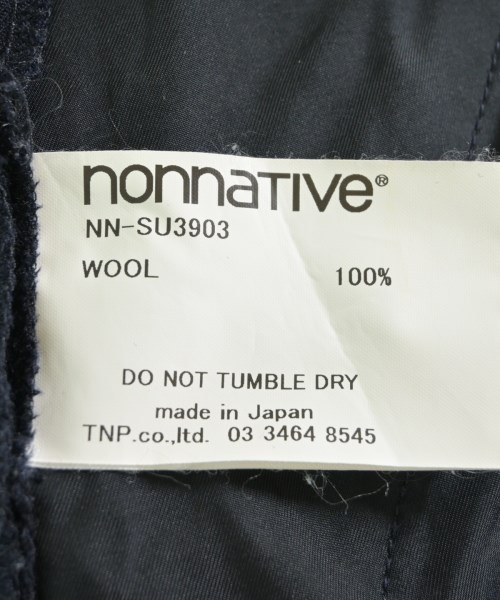 nonnaTIVE®
NN-SU3903
WOOL 100%
DO NOT TUMBLE DRY
made in Japan
TNP.co.,ltd. 03 3464 8545